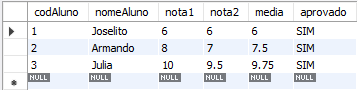 codAluno nomeAluno nota1 nota2 media aprovado
1 Joselito 6 6 6 SIM
2 Armando 8 7 7.5 SIM
3 Julia 10 9.5 9.75 SIM
NULL NULL NULL NULL NULL NULL